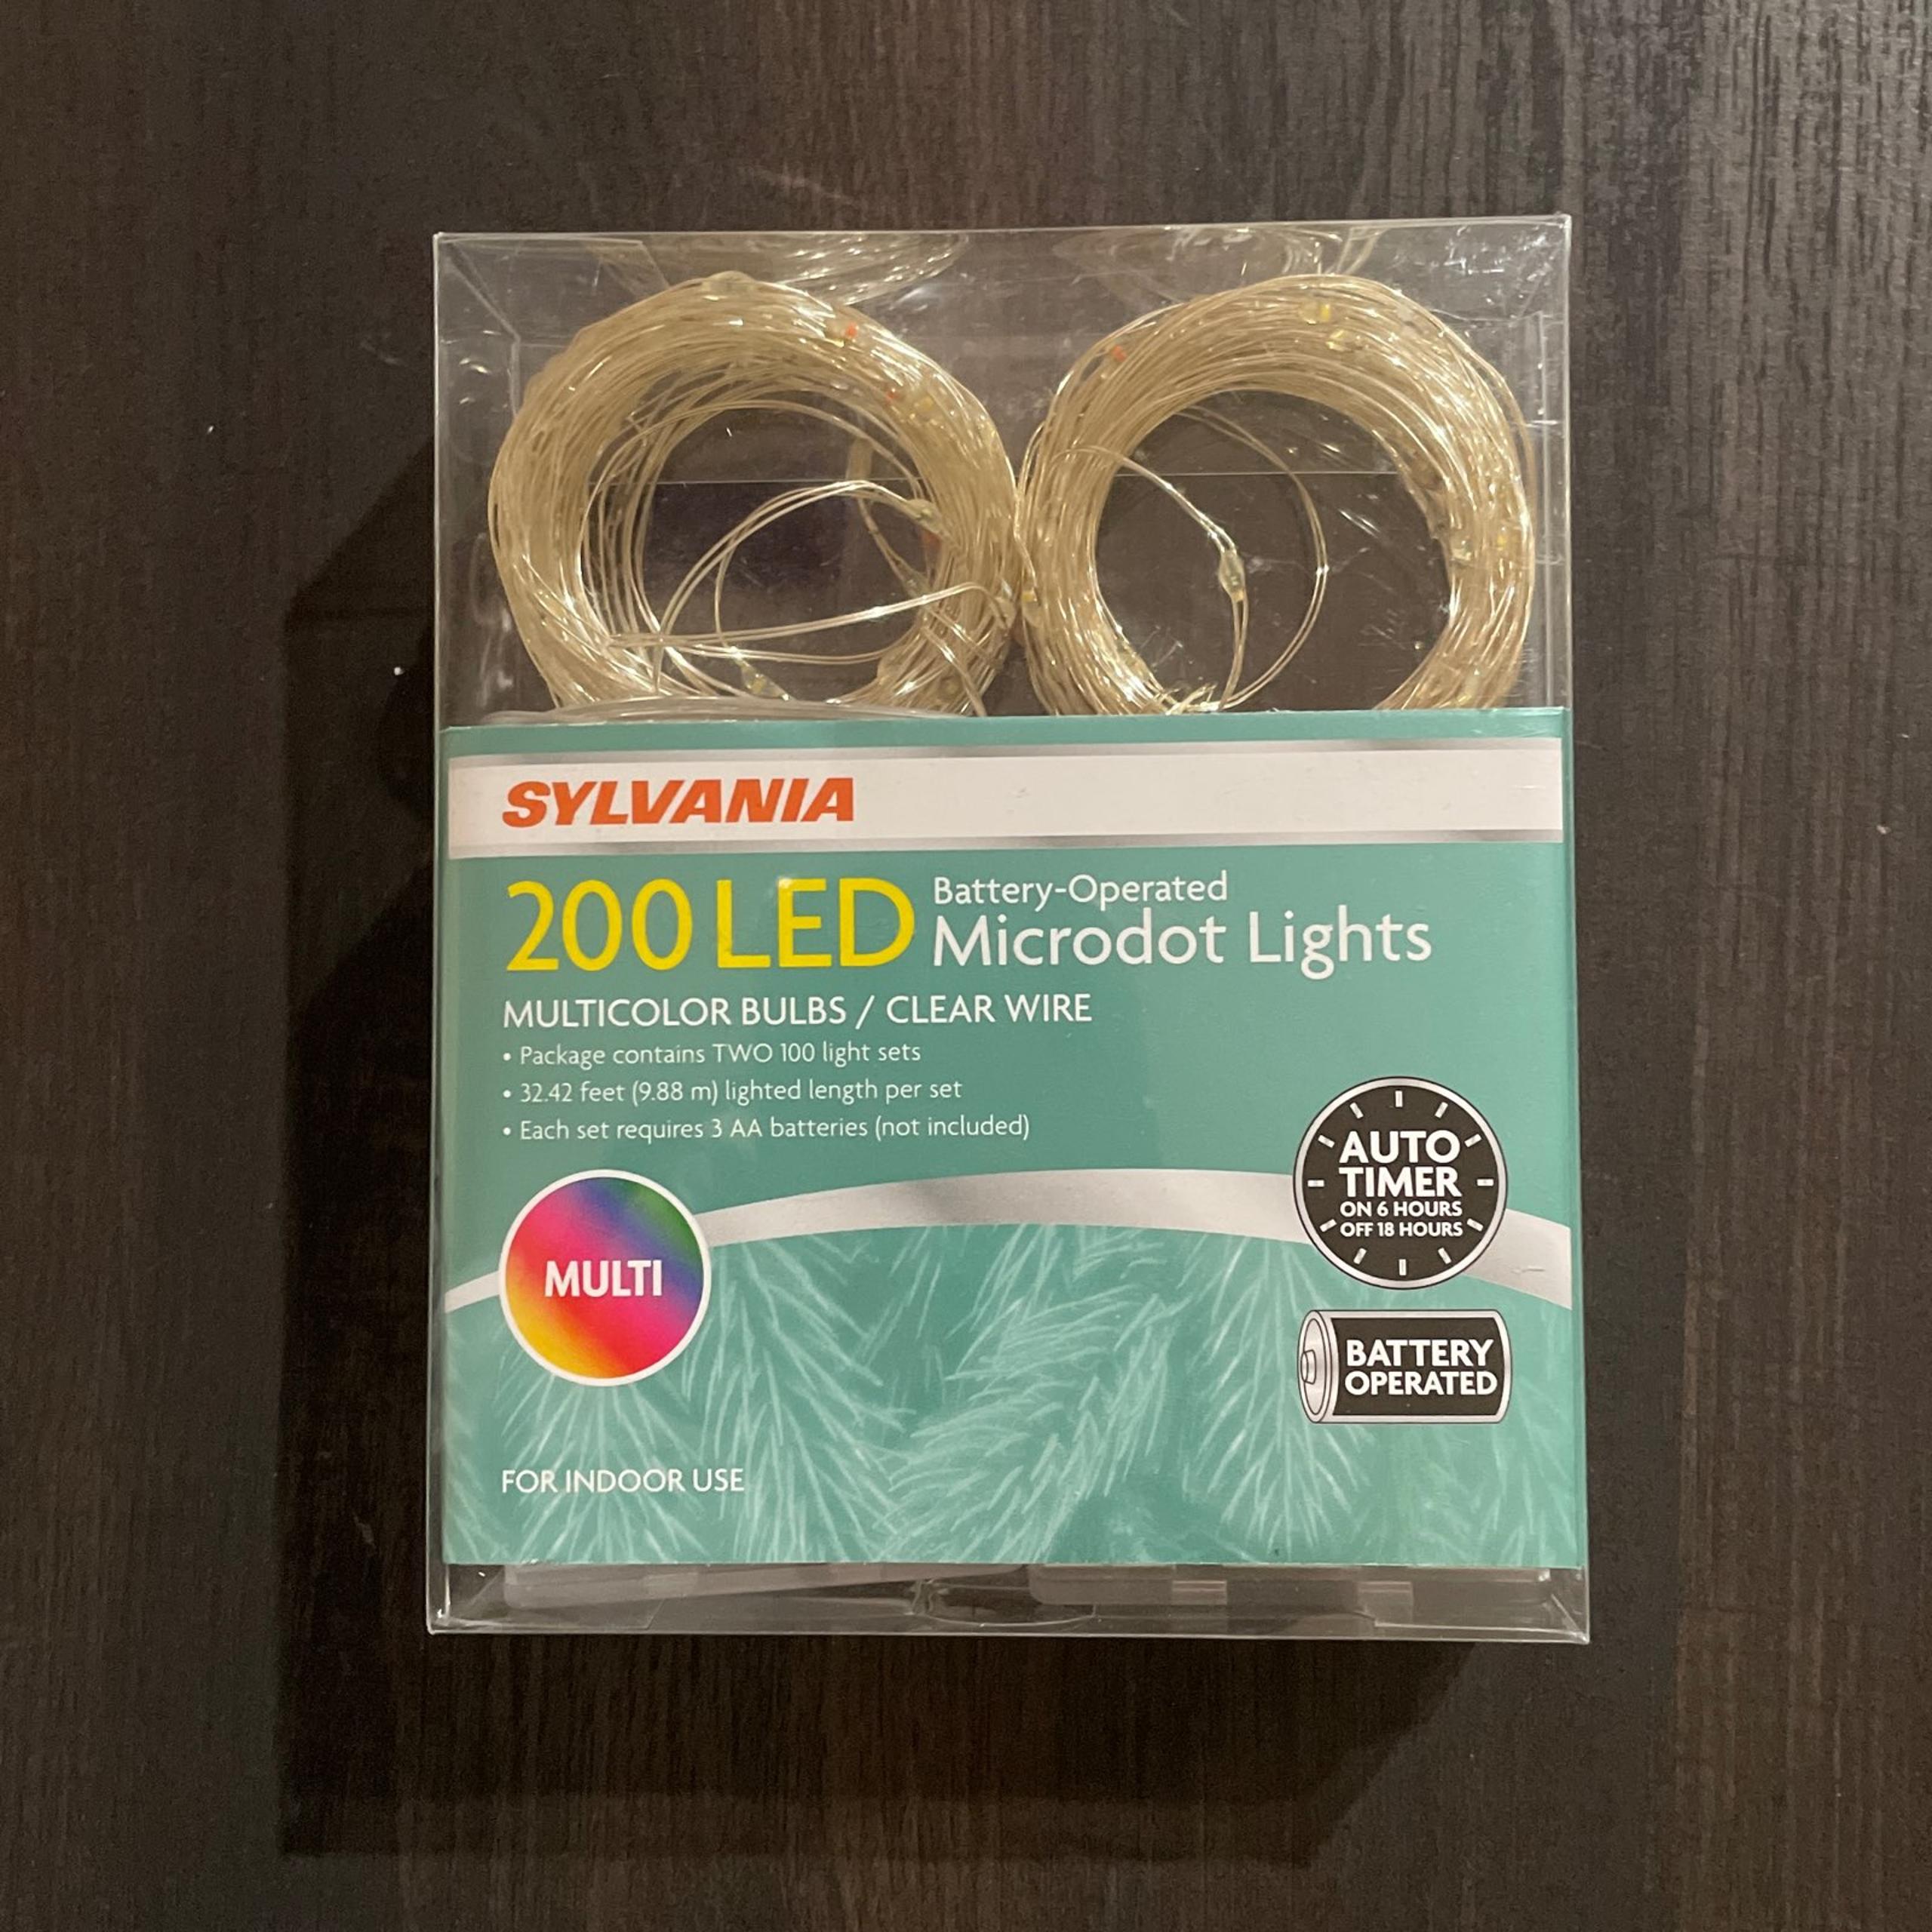 SYLVANIA
200 LED Battery-Operated
Microdot Lights
MULTICOLOR BULBS / CLEAR WIRE
• Package contains TWO 100 light sets
• 32.42 feet (9.88 m) lighted length per set
• Each set requires 3 AA batteries (not included)
AUTO
TIMER
ON 6 HOURS
OFF 18 HOURS
MULTI
BATTERY
OPERATED
FOR INDOOR USE